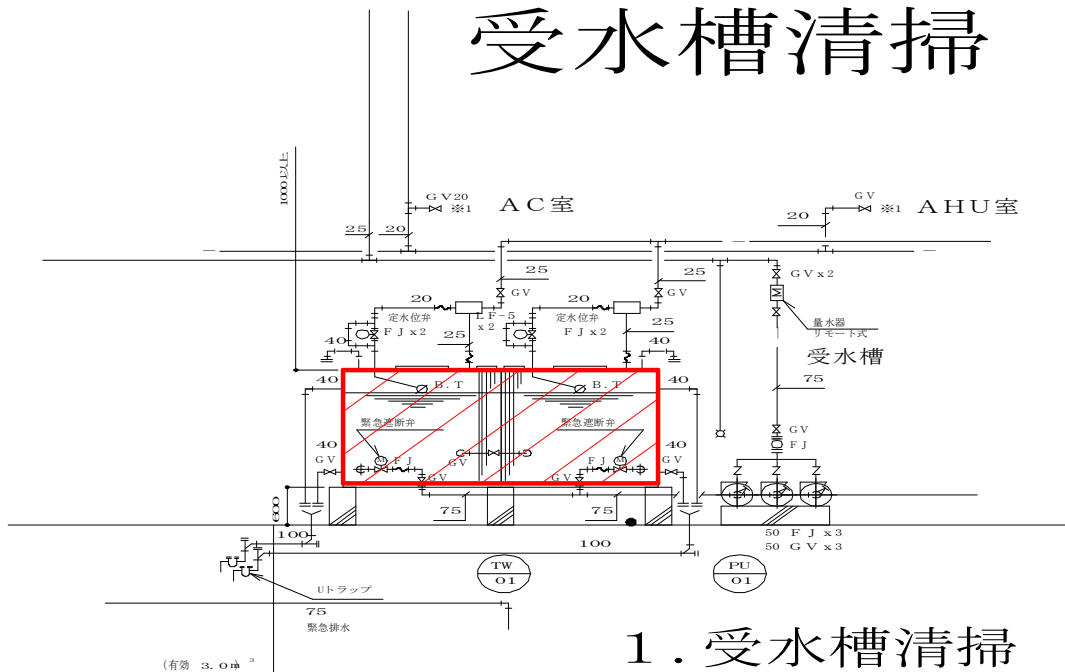 受水槽清掃
1000以上
GV20
※1
AC室
GV
※1
AHU室
25
20
20
25
25
GVx2
GV
GV
20
20
定水位弁
FJx2
LF-5
x2
定水位弁
FJx2
25
25
量水器
リモート式
受水槽
40
40
40
B.T
B.T
40
75
緊急遮断弁
緊急遮断弁
GV
FJ
40
GV
FJ
GV
FJ
40
GV
GV
GV
M
M
M
600
75
75
100
100
50 FJx3
50 GVx3
TW
01
PU
01
Uトラップ
75
緊急排水
(有効 3.0m³
1.受水槽清掃